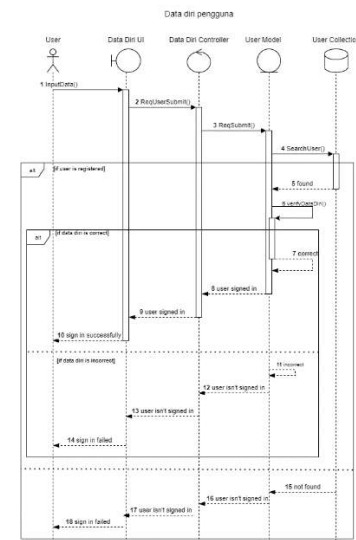 Data diri pengguna
User
Data Diri UI
Data Diri Controller
User Model
User Collectio
1 InputData()
2 ReqUserSubmit()
3 ReqSubmit()
4 SearchUser()
alt
[if user is registered]
5 found
6 verifyDataDiri()
alt
[if data diri is correct]
7 correct
8 user signed in
9 user signed in
10 sign in successfully
[if data diri is incorrect]
11 incorrect
12 user isn't signed in
13 user isn't signed in
14 sign in failed
15 not found
16 user isn't signed in
17 user isn't signed in
18 sign in failed